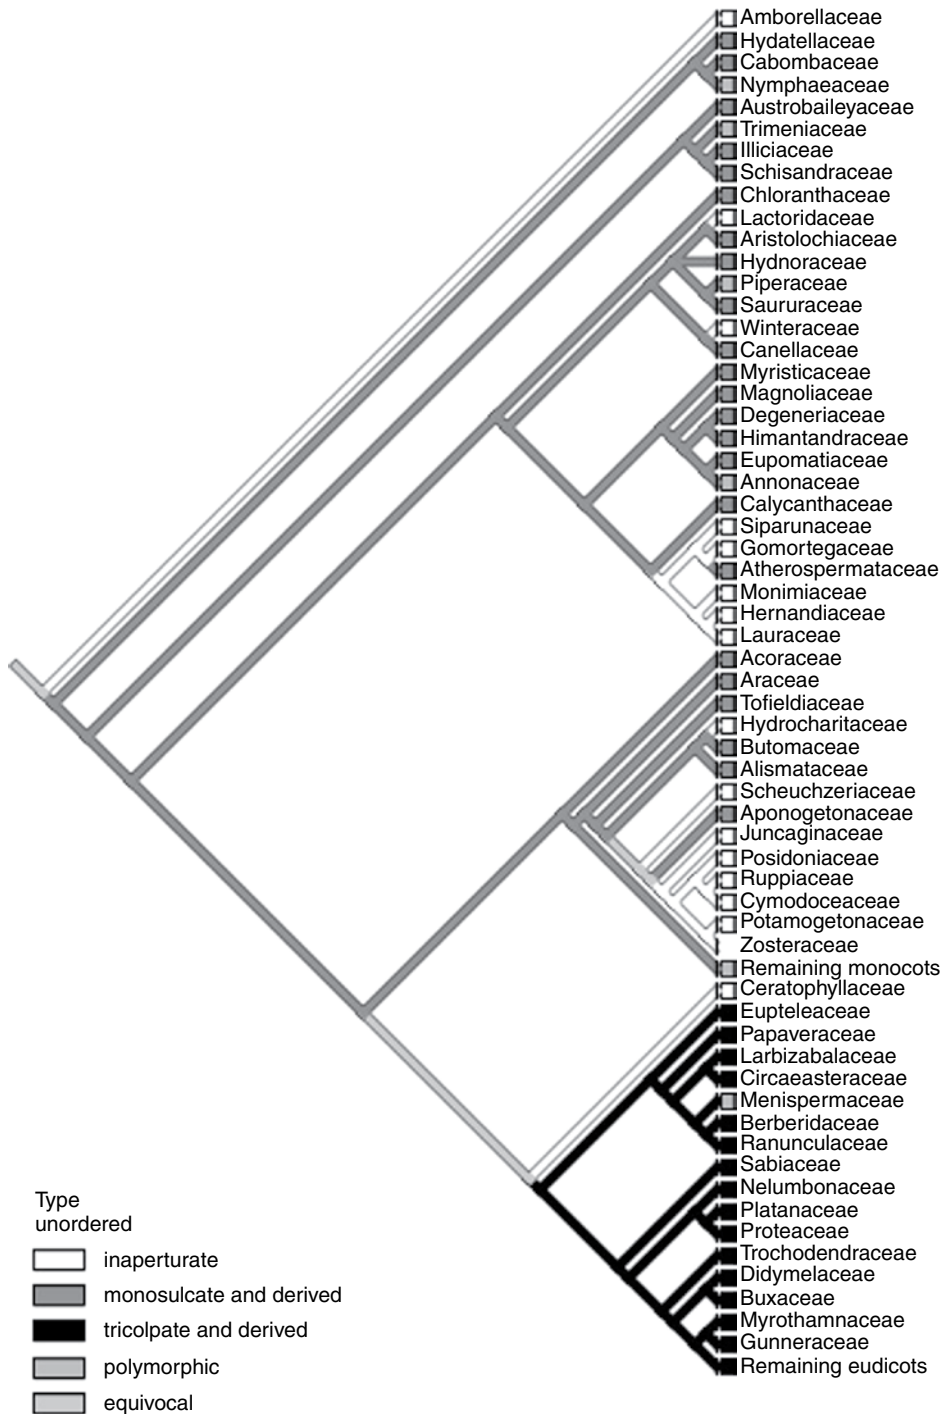 Amborellaceae
Hydatellaceae
Cabombaceae
Nymphaeaceae
Austrobaileyaceae
Trimeniaceae
Illiciaceae
Schisandraceae
Chloranthaceae
Lactoridaceae
Aristolochiaceae
Hydnoraceae
Piperaceae
Saururaceae
Winteraceae
Canellaceae
Myristicaceae
Magnoliaceae
Degeneriaceae
Himantandraceae
Eupomatiaceae
Annonaceae
Calycanthaceae
Siparunaceae
Gomortegaceae
Atherospermataceae
Monimiaceae
Hernandiaceae
Lauraceae
Acoraceae
Araceae
Tofieldiaceae
Hydrocharitaceae
Butomaceae
Alismataceae
Scheuchzeriaceae
Aponogetonaceae
Juncaginaceae
Posidoniaceae
Ruppiaceae
Cymodoceaceae
Potamogetonaceae
Zosteraceae
Remaining monocots
Ceratophyllaceae
Eupteleaceae
Papaveraceae
Larbizabalaceae
Circaeasteraceae
Menispermaceae
Berberidaceae
Ranunculaceae
Sabiaceae
Nelumbonaceae
Platanaceae
Proteaceae
Trochodendraceae
Didymelaceae
Buxaceae
Myrothamnaceae
Gunneraceae
Remaining eudicots
Type
unordered
inaperturate
monosulcate and derived
tricolpate and derived
polymorphic
equivocal